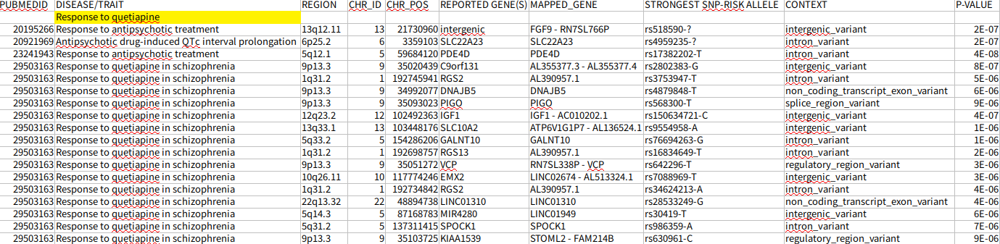 PUBMEDID DISEASE/TRAIT REGION CHR_ID CHR_POS REPORTED GENE(S) MAPPED_GENE STRONGEST SNP-RISK ALLELE CONTEXT P-VALUE
Response to quetiapine
20195266 Response to antipsychotic treatment 13q12.11 13 21730960 intergenic FGF9 - RN7SL766P rs518590-? intergenic_variant 2E-07
20921969 Antipsychotic drug-induced QTc interval prolongation 6p25.2 6 3359103 SLC22A23 SLC22A23 rs4959235-? intron_variant 2E-07
23241943 Response to antipsychotic treatment 5q12.1 5 59684120 PDE4D PDE4D rs17382202-T intron_variant 4E-08
29503163 Response to quetiapine in schizophrenia 9p13.3 9 35020439 C9orf131 AL355377.3 - AL355377.4 rs2802383-G intergenic_variant 8E-07
29503163 Response to quetiapine in schizophrenia 1q31.2 1 192745941 RGS2 AL390957.1 rs3753947-T intron_variant 5E-06
29503163 Response to quetiapine in schizophrenia 9p13.3 9 34992077 DNAJB5 DNAJB5 rs4879848-T non_coding_transcript_exon_variant 6E-06
29503163 Response to quetiapine in schizophrenia 9p13.3 9 35093023 PIGO PIGO rs568300-T splice_region_variant 9E-06
29503163 Response to quetiapine in schizophrenia 12q23.2 12 102492363 IGF1 IGF1 - AC010202.1 rs150634721-C intergenic_variant 4E-07
29503163 Response to quetiapine in schizophrenia 13q33.1 13 103448176 SLC10A2 ATP6V1G1P7 - AL136524.1 rs9554958-A intergenic_variant 1E-06
29503163 Response to quetiapine in schizophrenia 5q33.2 5 154286206 GALNT10 GALNT10 rs76694263-G intron_variant 1E-06
29503163 Response to quetiapine in schizophrenia 1q31.2 1 192698757 RGS13 AL390957.1 rs16834649-T intron_variant 2E-06
29503163 Response to quetiapine in schizophrenia 9p13.3 9 35051272 VCP RN7SL338P - VCP rs642296-T regulatory_region_variant 3E-06
29503163 Response to quetiapine in schizophrenia 10q26.11 10 117774246 EMX2 LINC02674 - AL513324.1 rs7088969-T intergenic_variant 3E-06
29503163 Response to quetiapine in schizophrenia 1q31.2 1 192734842 RGS2 AL390957.1 rs34624213-A intron_variant 4E-06
29503163 Response to quetiapine in schizophrenia 22q13.32 22 48894738 LINC01310 LINC01310 rs28533249-G non_coding_transcript_exon_variant 4E-06
29503163 Response to quetiapine in schizophrenia 5q14.3 5 87168783 MIR4280 LINC01949 rs30419-T intergenic_variant 6E-06
29503163 Response to quetiapine in schizophrenia 5q31.2 5 137311415 SPOCK1 SPOCK1 rs986359-A intron_variant 7E-06
29503163 Response to quetiapine in schizophrenia 9p13.3 9 35103725 KIAA1539 STOML2 - FAM214B rs630961-C regulatory_region_variant 9E-06